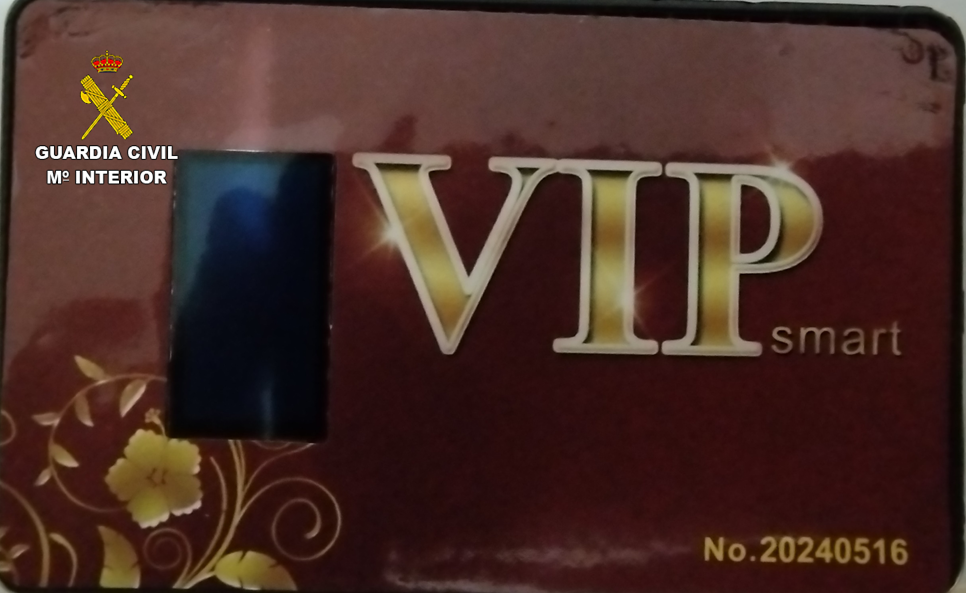 GUARDIA CIVIL
Mº INTERIOR
VIP
smart
No.20240516